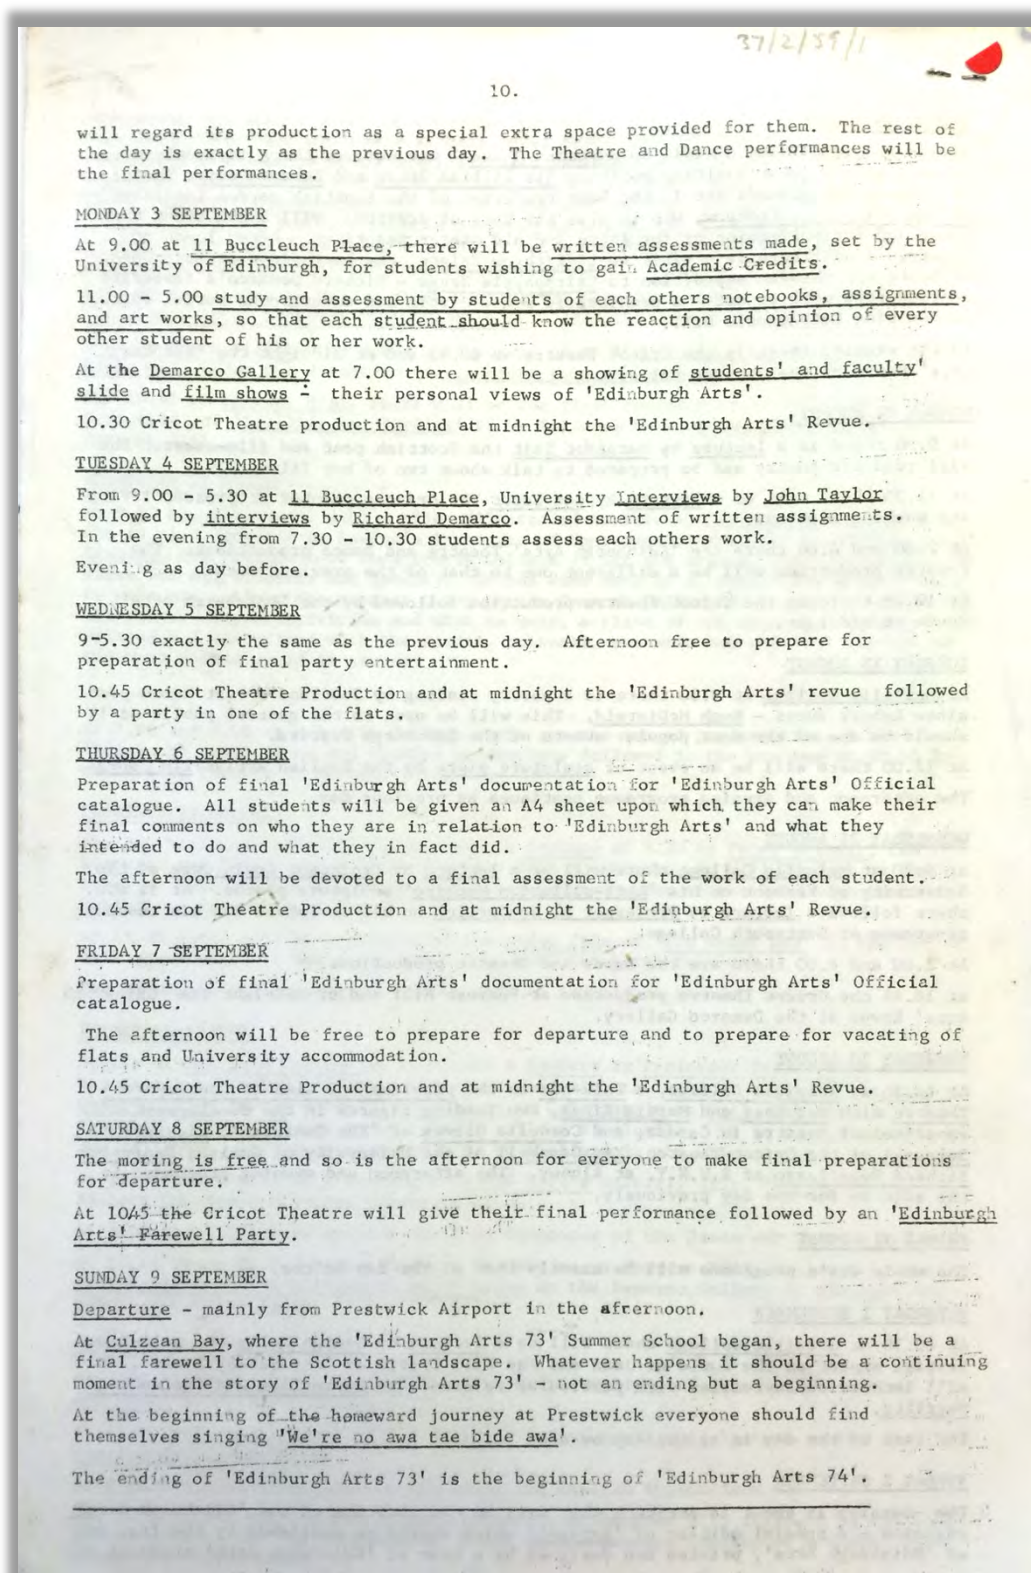 37/2/59/1
10.
will regard its production as a special extra space provided for them. The rest of
the day is exactly as the previous day. The Theatre and Dance performances will be
the final performances.
MONDAY 3 SEPTEMBER
At 9.00 at 11 Buccleuch Place, there will be written assessments made, set by the
University of Edinburgh, for students wishing to gain Academic Credits.
11.00 - 5.00 study and assessment by students of each others notebooks, assignments,
and art works, so that each student should know the reaction and opinion of every
other student of his or her work.
At the Demarco Gallery at 7.00 there will be a showing of students' and faculty'
slide and film shows - their personal views of 'Edinburgh Arts'.
10.30 Cricot Theatre production and at midnight the 'Edinburgh Arts' Revue.
TUESDAY 4 SEPTEMBER
From 9.00 - 5.30 at 11 Buccleuch Place, University Interviews by John Taylor
followed by interviews by Richard Demarco. Assessment of written assignments.
In the evening from 7.30 - 10.30 students assess each others work.
Evening as day before.
WEDNESDAY 5 SEPTEMBER
9-5.30 exactly the same as the previous day. Afternoon free to prepare for
preparation of final party entertainment.
10.45 Cricot Theatre Production and at midnight the 'Edinburgh Arts' revue followed
by a party in one of the flats.
THURSDAY 6 SEPTEMBER
Preparation of final 'Edinburgh Arts' documentation for 'Edinburgh Arts' Official
catalogue. All students will be given an A4 sheet upon which they can make their
final comments on who they are in relation to 'Edinburgh Arts' and what they
intended to do and what they in fact did.
The afternoon will be devoted to a final assessment of the work of each student.
10.45 Cricot Theatre Production and at midnight the 'Edinburgh Arts' Revue.
FRIDAY 7 SEPTEMBER
Preparation of final 'Edinburgh Arts' documentation for 'Edinburgh Arts' Official
catalogue.
The afternoon will be free to prepare for departure and to prepare for vacating of
flats and University accommodation.
10.45 Cricot Theatre Production and at midnight the 'Edinburgh Arts' Revue.
SATURDAY 8 SEPTEMBER
The moring is free and so is the afternoon for everyone to make final preparations
for departure.
At 1045 the Cricot Theatre will give their final performance followed by an 'Edinburgh
Arts' Farewell Party.
SUNDAY 9 SEPTEMBER
Departure - mainly from Prestwick Airport in the afrernoon.
At Culzean Bay, where the 'Edinburgh Arts 73' Summer School began, there will be a
final farewell to the Scottish landscape. Whatever happens it should be a continuing
moment in the story of 'Edinburgh Arts 73' - not an ending but a beginning.
At the beginning of the homeward journey at Prestwick everyone should find
themselves singing 'We're no awa tae bide awa'.
The ending of 'Edinburgh Arts 73' is the beginning of 'Edinburgh Arts 74'.